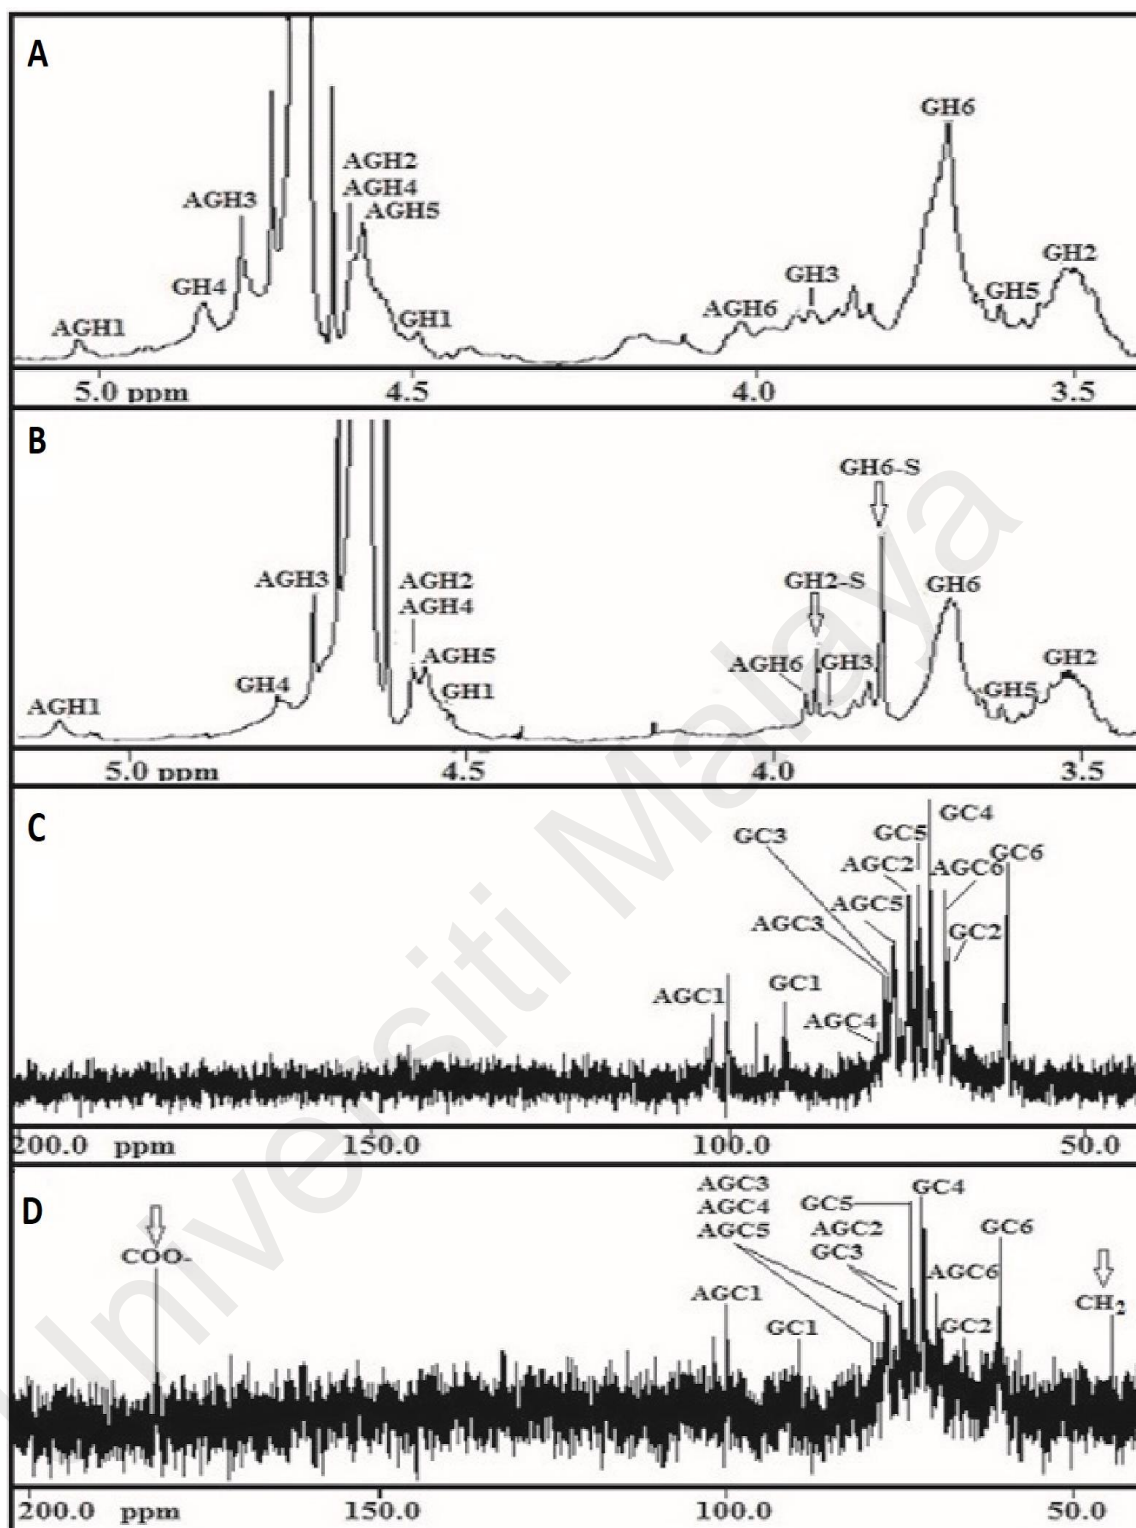 A
GH6
AGH2
AGH3
AGH4
AGH5
GH2
GH4
GH3
GH5
AGH1
GH1
AGH6
5.0 ppm
4.5
4.0
3.5
B
GH6-S
AGH3
AGH2
GH2-S
GH6
AGH4
AGH5
AGH6
GH3
GH2
GH4
GH1
GH5
AGH1
5.0 ppm
4.5
4.0
3.5
C
GC4
GC3
GC5
GC6
AGC2
AGC6
AGC5
AGC3
GC2
AGC1
GC1
AGC4
200.0 ppm
150.0
100.0
50.0
D
AGC3
GC4
AGC4
GC5
AGC5
AGC2
GC6
GC3
COO-
AGC6
AGC1
CH2
GC1
GC2
200.0 ppm
150.0
100.0
50.0
Universiti Malaya